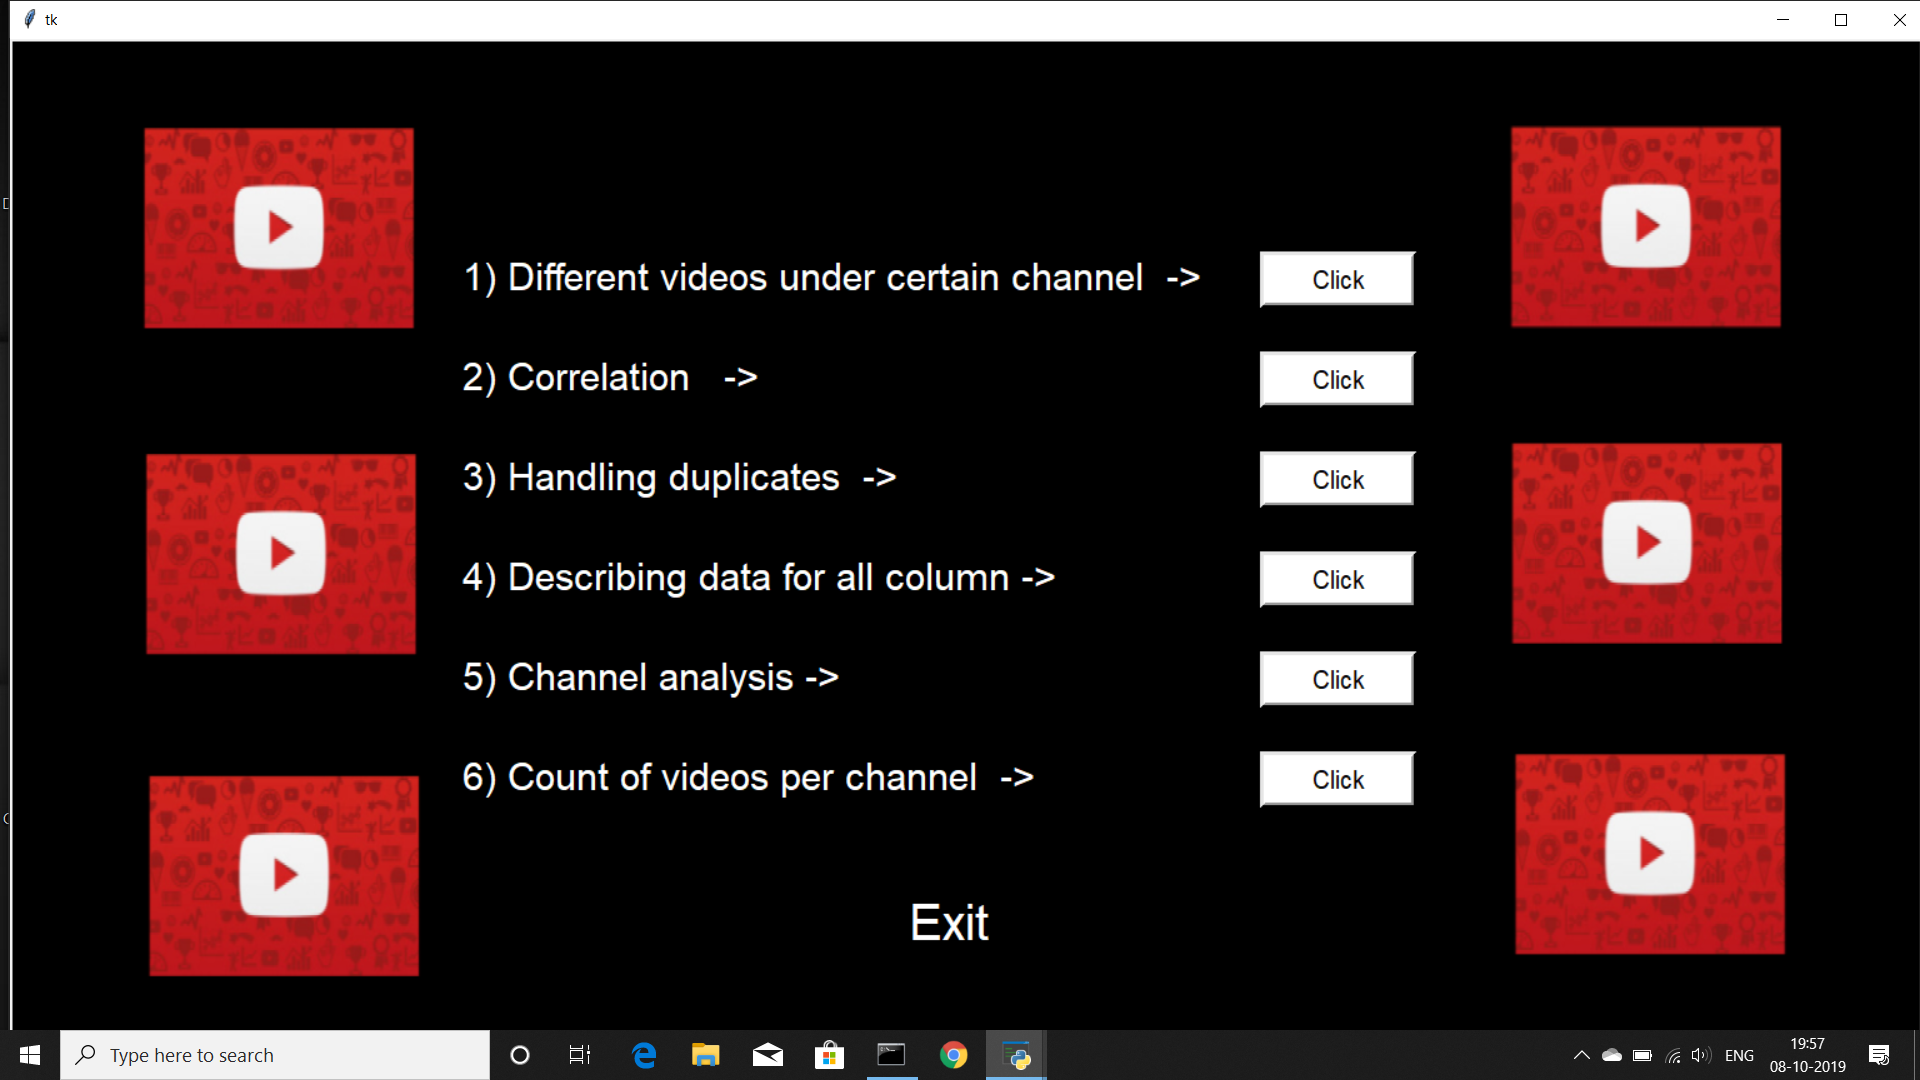 tk
1) Different videos under certain channel ->
Click
2) Correlation ->
Click
3) Handling duplicates ->
Click
4) Describing data for all column ->
Click
5) Channel analysis ->
Click
6) Count of videos per channel ->
Click
Exit
Type here to search
ENG
19:57
08-10-2019